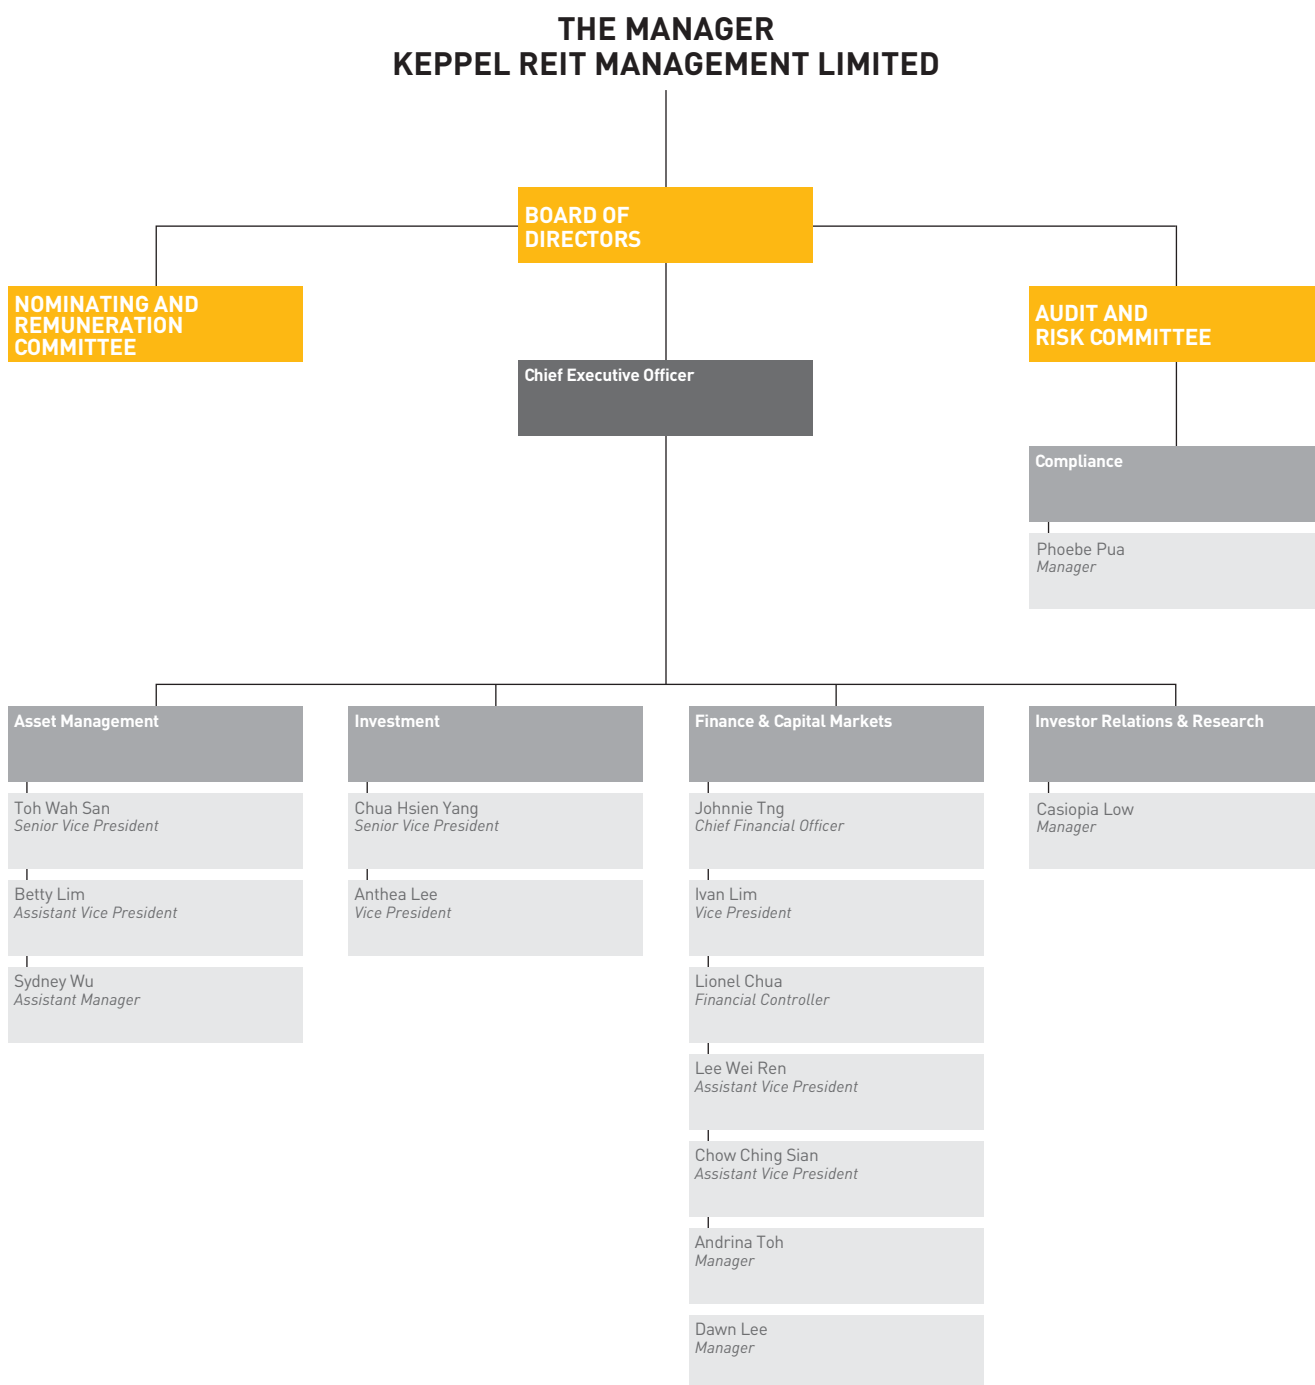 THE MANAGER
KEPPEL REIT MANAGEMENT LIMITED
BOARD OF
DIRECTORS
NOMINATING AND
REMUNERATION
COMMITTEE
AUDIT AND
RISK COMMITTEE
Chief Executive Officer
Compliance
Phoebe Pua
Manager
Asset Management
Toh Wah San
Senior Vice President
Betty Lim
Assistant Vice President
Sydney Wu
Assistant Manager
Investment
Chua Hsien Yang
Senior Vice President
Anthea Lee
Vice President
Finance & Capital Markets
Johnnie Tng
Chief Financial Officer
Ivan Lim
Vice President
Lionel Chua
Financial Controller
Lee Wei Ren
Assistant Vice President
Chow Ching Sian
Assistant Vice President
Andrina Toh
Manager
Dawn Lee
Manager
Investor Relations & Research
Casiopia Low
Manager